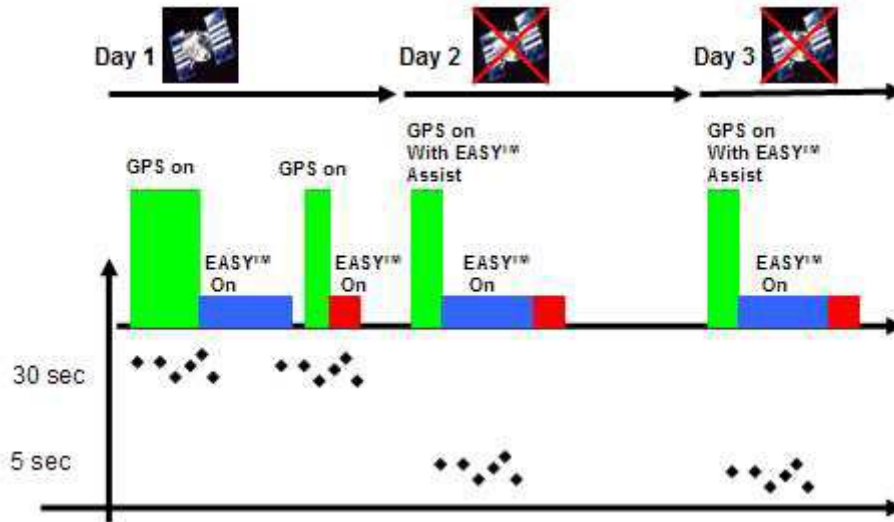 Day 1
Day 2
Day 3
GPS on
GPS on
GPS on
With EASY™
Assist
GPS on
With EASY™
Assist
EASY™
On
EASY™
On
EASY™
On
EASY™
On
30 sec
5 sec